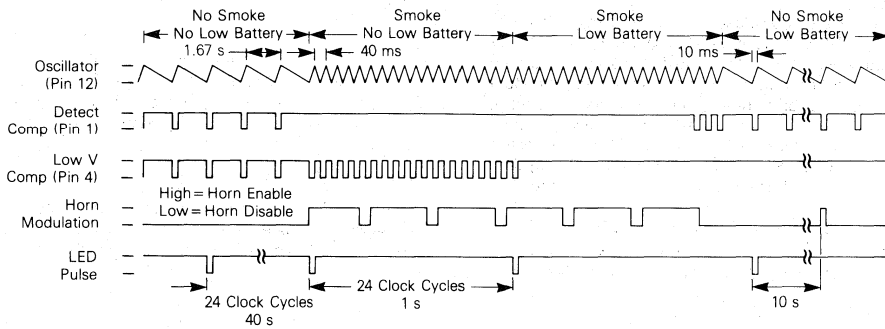 No Smoke
No Low Battery
Smoke
No Low Battery
Smoke
Low Battery
No Smoke
Low Battery
1.67 s
40 ms
10 ms
Oscillator
(Pin 12)
Detect
Comp (Pin 1)
Low V
Comp (Pin 4)
High = Horn Enable
Low = Horn Disable
Horn
Modulation
LED
Pulse
24 Clock Cycles
40 s
24 Clock Cycles
1 s
10 s